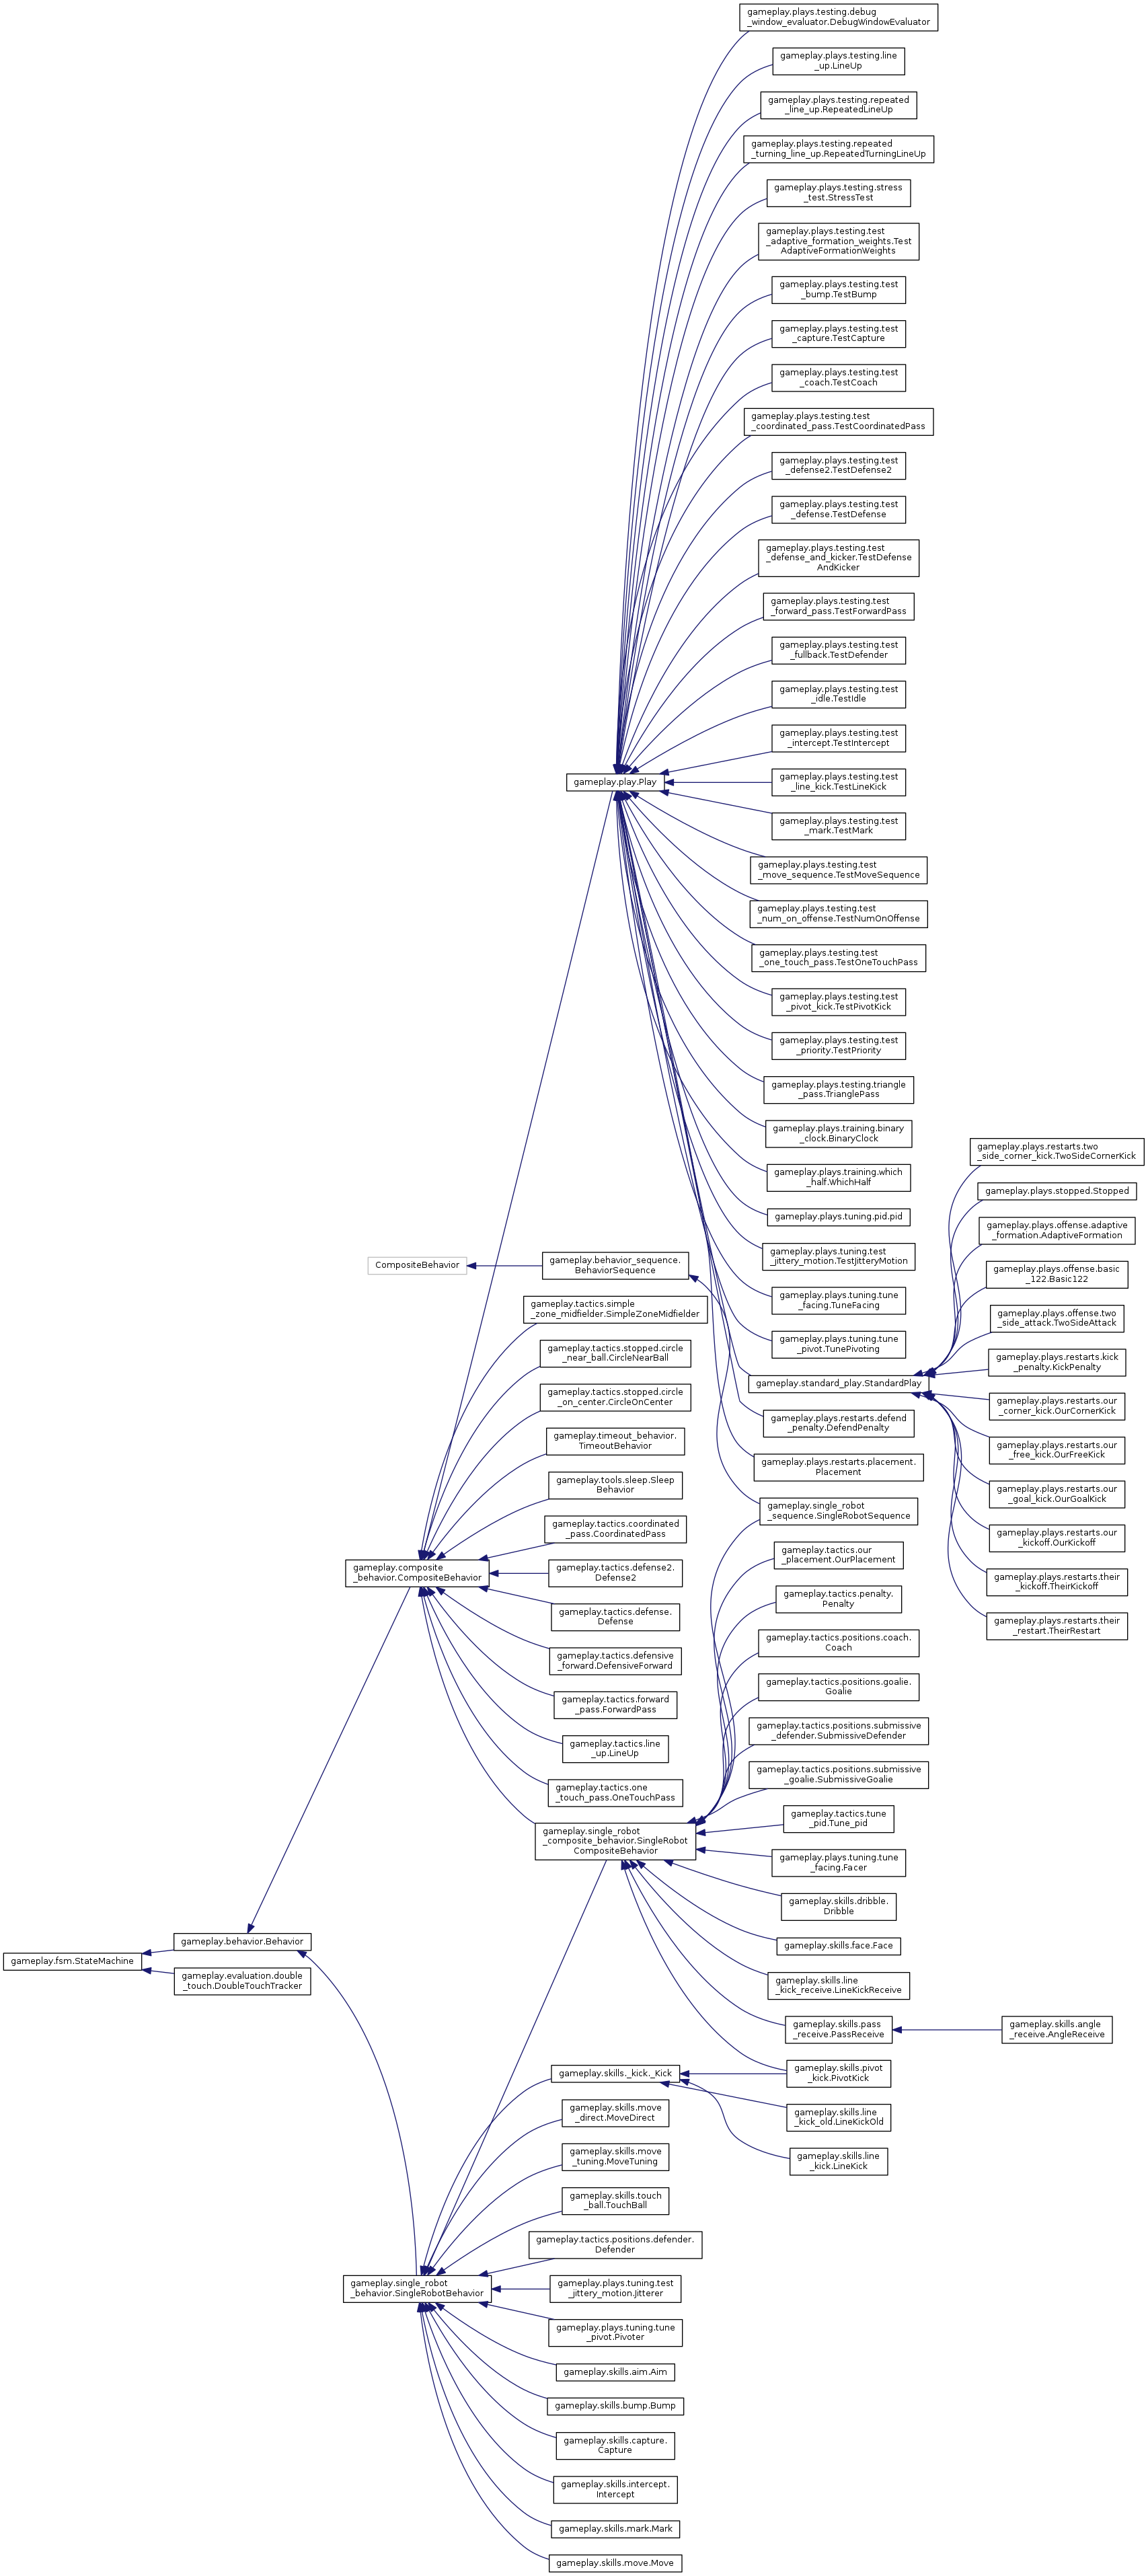 gameplay.plays.testing.debug
_window_evaluator.DebugWindowEvaluator
gameplay.plays.testing.line
_up.LineUp
gameplay.plays.testing.repeated
_line_up.RepeatedLineUp
gameplay.plays.testing.repeated
_turning_line_up.RepeatedTurningLineUp
gameplay.plays.testing.stress
_test.StressTest
gameplay.plays.testing.test
_adaptive_formation_weights.Test
AdaptiveFormationWeights
gameplay.plays.testing.test
_bump.TestBump
gameplay.plays.testing.test
_capture.TestCapture
gameplay.plays.testing.test
_coach.TestCoach
gameplay.plays.testing.test
_coordinated_pass.TestCoordinatedPass
gameplay.plays.testing.test
_defense2.TestDefense2
gameplay.plays.testing.test
_defense.TestDefense
gameplay.plays.testing.test
_defense_and_kicker.TestDefense
AndKicker
gameplay.plays.testing.test
_forward_pass.TestForwardPass
gameplay.plays.testing.test
_fullback.TestDefender
gameplay.plays.testing.test
_idle.TestIdle
gameplay.plays.testing.test
_intercept.TestIntercept
gameplay.play.Play
gameplay.plays.testing.test
_line_kick.TestLineKick
gameplay.plays.testing.test
_mark.TestMark
gameplay.plays.testing.test
_move_sequence.TestMoveSequence
gameplay.plays.testing.test
_num_on_offense.TestNumOnOffense
gameplay.plays.testing.test
_one_touch_pass.TestOneTouchPass
gameplay.plays.testing.test
_pivot_kick.TestPivotKick
gameplay.plays.testing.test
_priority.TestPriority
gameplay.plays.testing.triangle
_pass.TrianglePass
gameplay.plays.training.binary
_clock.BinaryClock
gameplay.plays.restarts.two
_side_corner_kick.TwoSideCornerKick
gameplay.plays.training.which
_half.WhichHalf
gameplay.plays.stopped.Stopped
gameplay.plays.tuning.pid.pid
gameplay.plays.offense.adaptive
_formation.AdaptiveFormation
gameplay.plays.tuning.test
_jittery_motion.TestJitteryMotion
CompositeBehavior
gameplay.behavior_sequence.
BehaviorSequence
gameplay.plays.offense.basic
_122.Basic122
gameplay.plays.tuning.tune
_facing.TuneFacing
gameplay.tactics.simple
_zone_midfielder.SimpleZoneMidfielder
gameplay.plays.offense.two
_side_attack.TwoSideAttack
gameplay.plays.tuning.tune
_pivot.TunePivoting
gameplay.tactics.stopped.circle
_near_ball.CircleNearBall
gameplay.plays.restarts.kick
_penalty.KickPenalty
gameplay.standard_play.StandardPlay
gameplay.tactics.stopped.circle
_on_center.CircleOnCenter
gameplay.plays.restarts.our
_corner_kick.OurCornerKick
gameplay.plays.restarts.defend
_penalty.DefendPenalty
gameplay.timeout_behavior.
TimeoutBehavior
gameplay.plays.restarts.our
_free_kick.OurFreeKick
gameplay.plays.restarts.placement.
Placement
gameplay.tools.sleep.Sleep
Behavior
gameplay.plays.restarts.our
_goal_kick.OurGoalKick
gameplay.single_robot
_sequence.SingleRobotSequence
gameplay.tactics.coordinated
_pass.CoordinatedPass
gameplay.plays.restarts.our
_kickoff.OurKickoff
gameplay.tactics.our
_placement.OurPlacement
gameplay.composite
_behavior.CompositeBehavior
gameplay.tactics.defense2.
Defense2
gameplay.plays.restarts.their
_kickoff.TheirKickoff
gameplay.tactics.penalty.
Penalty
gameplay.tactics.defense.
Defense
gameplay.plays.restarts.their
_restart.TheirRestart
gameplay.tactics.positions.coach.
Coach
gameplay.tactics.defensive
_forward.DefensiveForward
gameplay.tactics.positions.goalie.
Goalie
gameplay.tactics.forward
_pass.ForwardPass
gameplay.tactics.positions.submissive
_defender.SubmissiveDefender
gameplay.tactics.line
_up.LineUp
gameplay.tactics.positions.submissive
_goalie.SubmissiveGoalie
gameplay.tactics.one
_touch_pass.OneTouchPass
gameplay.tactics.tune
_pid.Tune_pid
gameplay.single_robot
_composite_behavior.SingleRobot
CompositeBehavior
gameplay.plays.tuning.tune
_facing.Facer
gameplay.skills.dribble.
Dribble
gameplay.behavior.Behavior
gameplay.skills.face.Face
gameplay.fsm.StateMachine
gameplay.evaluation.double
_touch.DoubleTouchTracker
gameplay.skills.line
_kick_receive.LineKickReceive
gameplay.skills.pass
_receive.PassReceive
gameplay.skills.angle
_receive.AngleReceive
gameplay.skills._kick._Kick
gameplay.skills.pivot
_kick.PivotKick
gameplay.skills.move
_direct.MoveDirect
gameplay.skills.line
_kick_old.LineKickOld
gameplay.skills.move
_tuning.MoveTuning
gameplay.skills.line
_kick.LineKick
gameplay.skills.touch
_ball.TouchBall
gameplay.tactics.positions.defender.
Defender
gameplay.single_robot
_behavior.SingleRobotBehavior
gameplay.plays.tuning.test
_jittery_motion.Jitterer
gameplay.plays.tuning.tune
_pivot.Pivoter
gameplay.skills.aim.Aim
gameplay.skills.bump.Bump
gameplay.skills.capture.
Capture
gameplay.skills.intercept.
Intercept
gameplay.skills.mark.Mark
gameplay.skills.move.Move